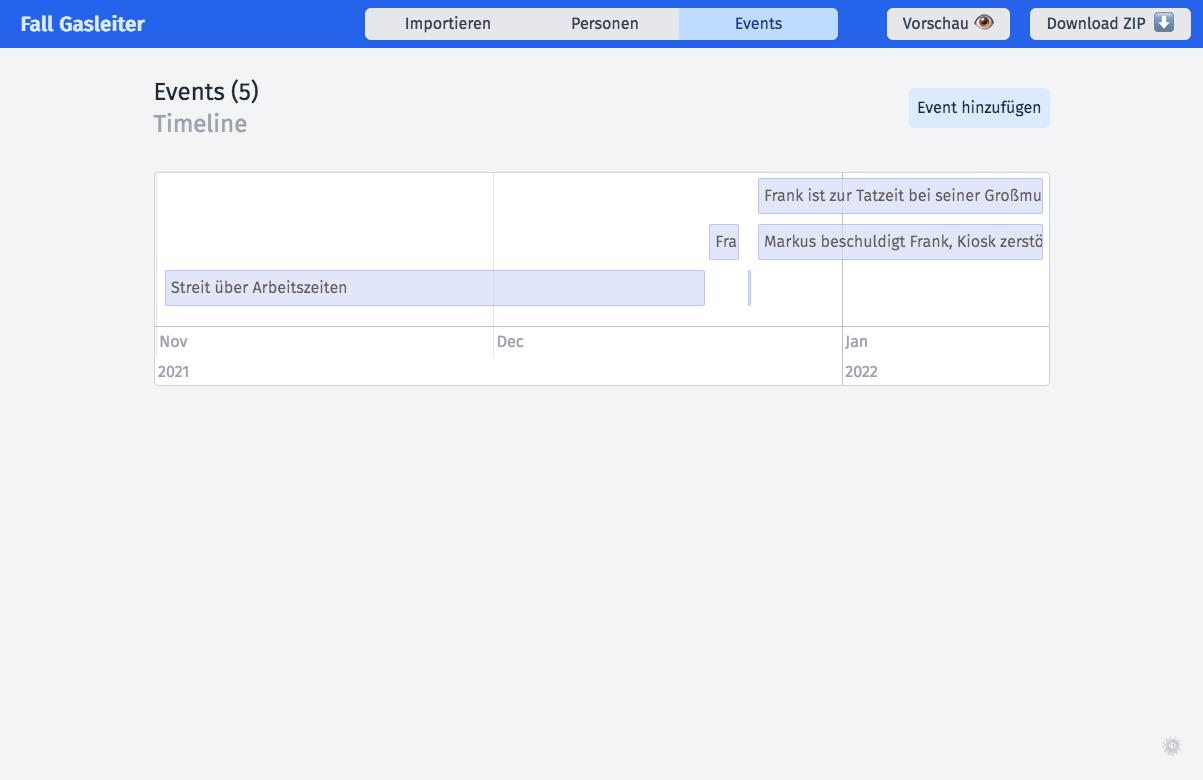 Fall Gasleiter
Importieren
Personen
Events
Vorschau
Download ZIP
Events (5)
Timeline
Event hinzufügen
Frank ist zur Tatzeit bei seiner Großmu
Fra
Markus beschuldigt Frank, Kiosk zerstö
Streit über Arbeitszeiten
Nov
Dec
Jan
2021
2022